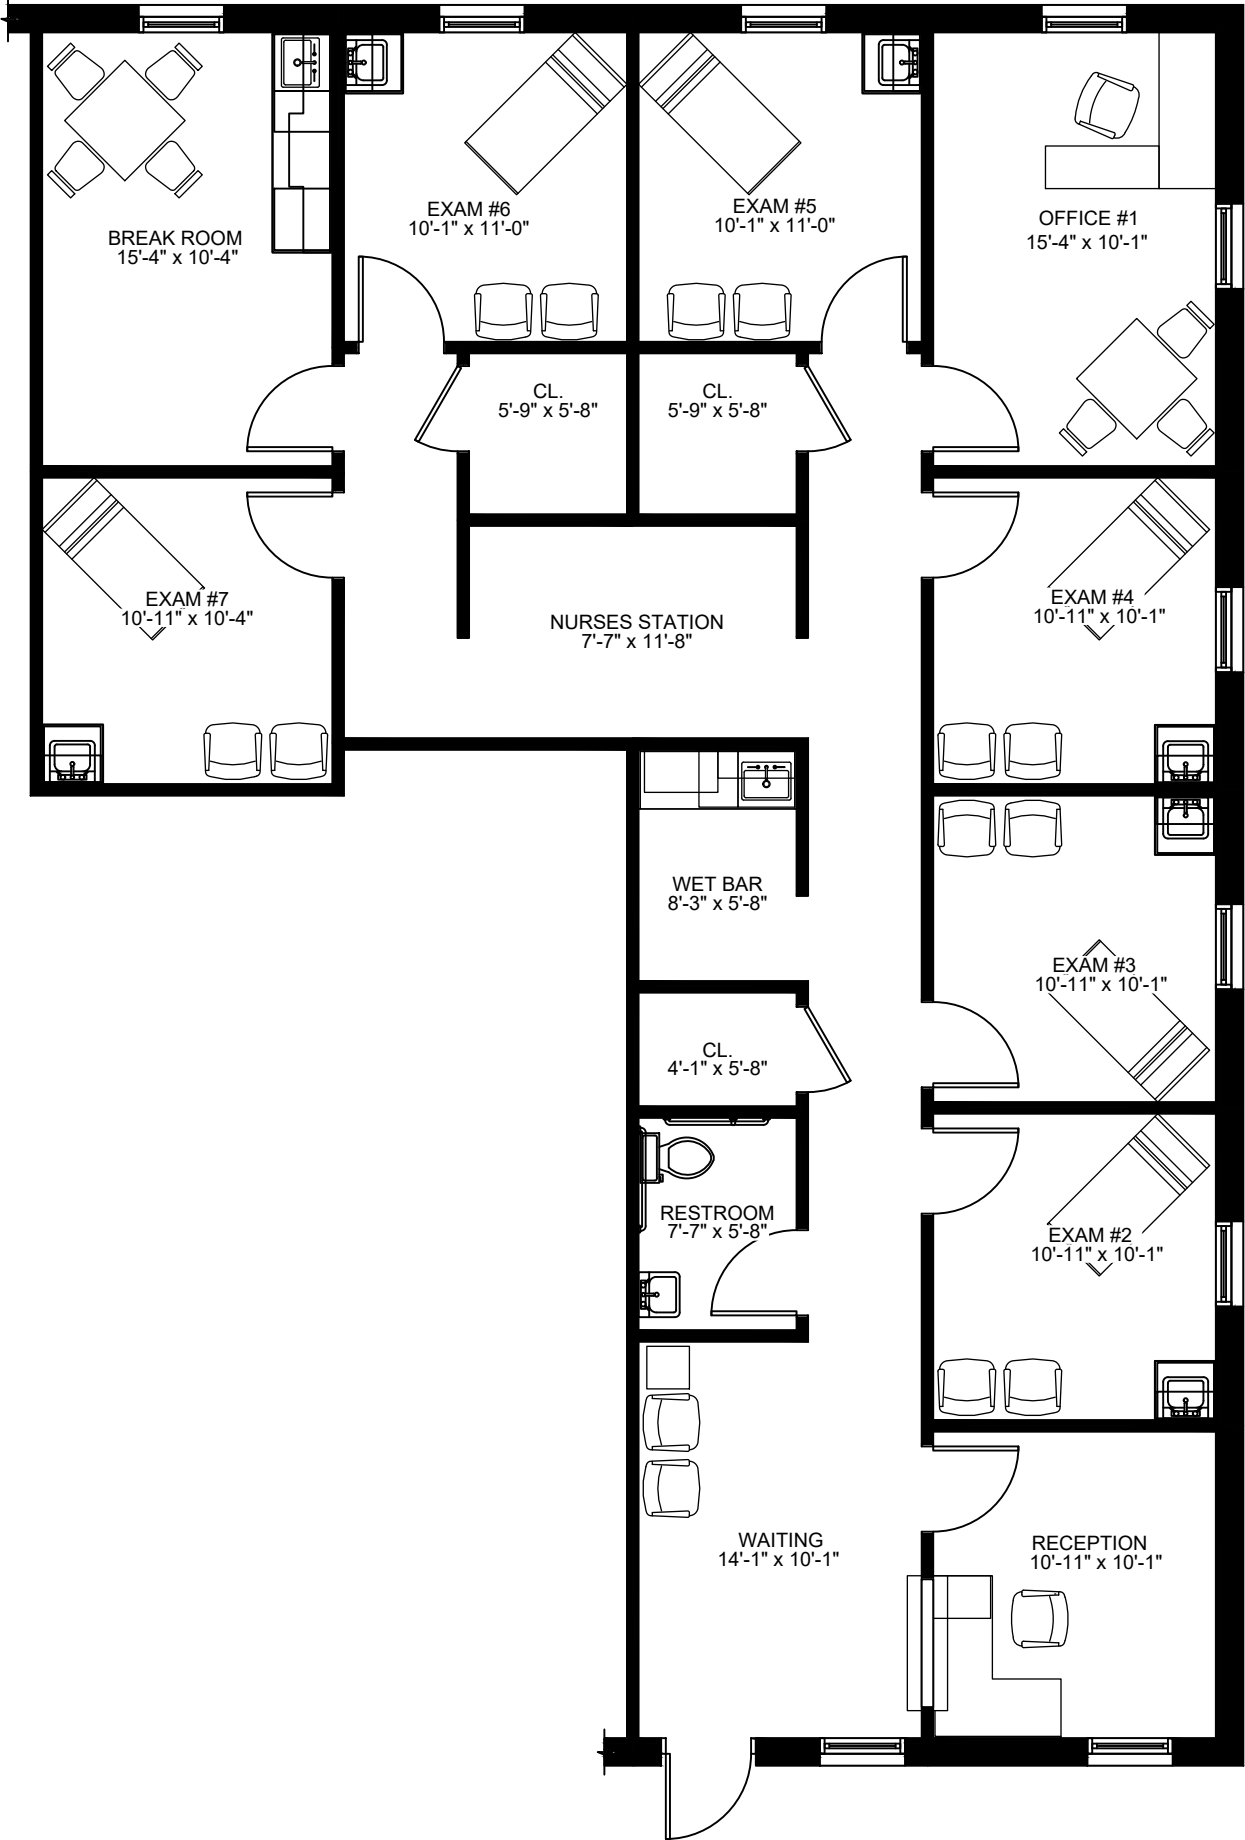 EXAM #6
10'-1" x 11'-0"
EXAM #5
10'-1" x 11'-0"
OFFICE #1
15'-4" x 10'-1"
BREAK ROOM
15'-4" x 10'-4"
CL.
5'-9" x 5'-8"
CL.
5'-9" x 5'-8"
EXAM #7
10'-11" x 10'-4"
NURSES STATION
7'-7" x 11'-8"
EXAM #4
10'-11" x 10'-1"
WET BAR
8'-3" x 5'-8"
EXAM #3
10'-11" x 10'-1"
CL.
4'-1" x 5'-8"
RESTROOM
7'-7" x 5'-8"
EXAM #2
10'-11" x 10'-1"
WAITING
14'-1" x 10'-1"
RECEPTION
10'-11" x 10'-1"